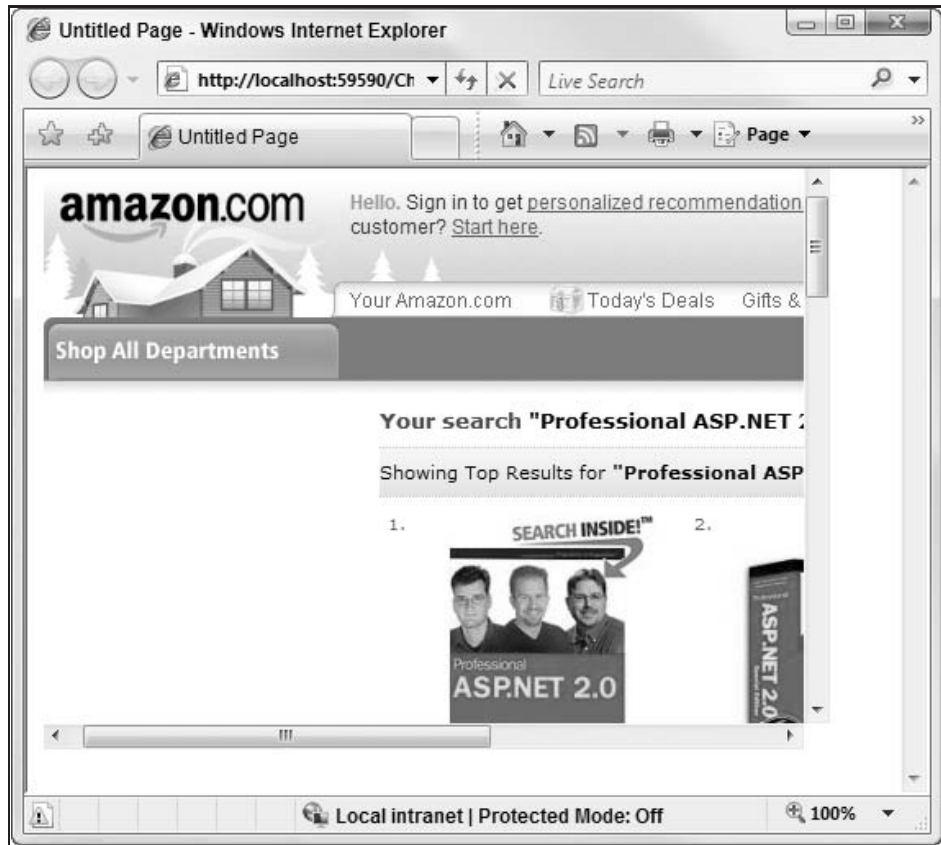 Untitled Page - Windows Internet Explorer
http://localhost:59590/Ch
Live Search
Untitled Page
Page
amazon.com
Hello. Sign in to get personalized recommendation
customer? Start here.
Your Amazon.com Today's Deals Gifts &
Shop All Departments
Your search "Professional ASP.NET 2
Showing Top Results for "Professional ASP
1.
SEARCH INSIDE!™
2.
Professional
ASP.NET 2.0
ASP.NET 2.0
Local intranet | Protected Mode: Off
100%